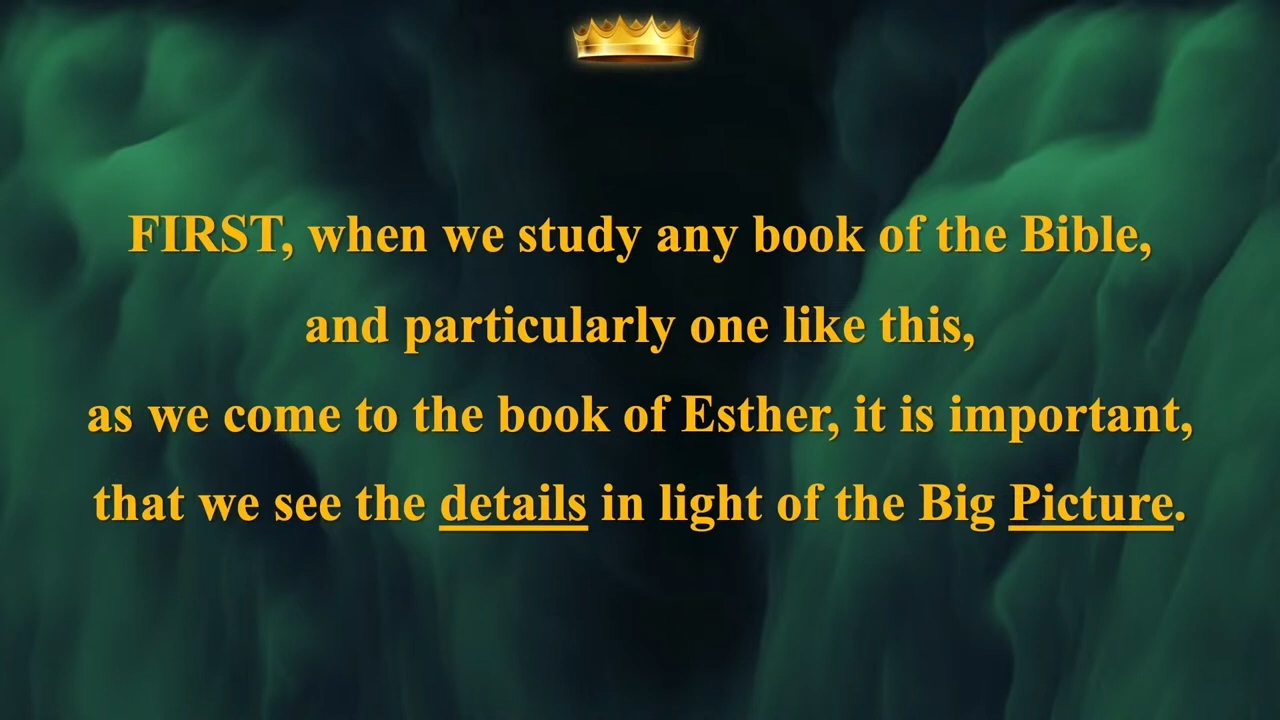 FIRST, when we study any book of the Bible,
and particularly one like this,
as we come to the book of Esther, it is important,
that we see the details in light of the Big Picture.